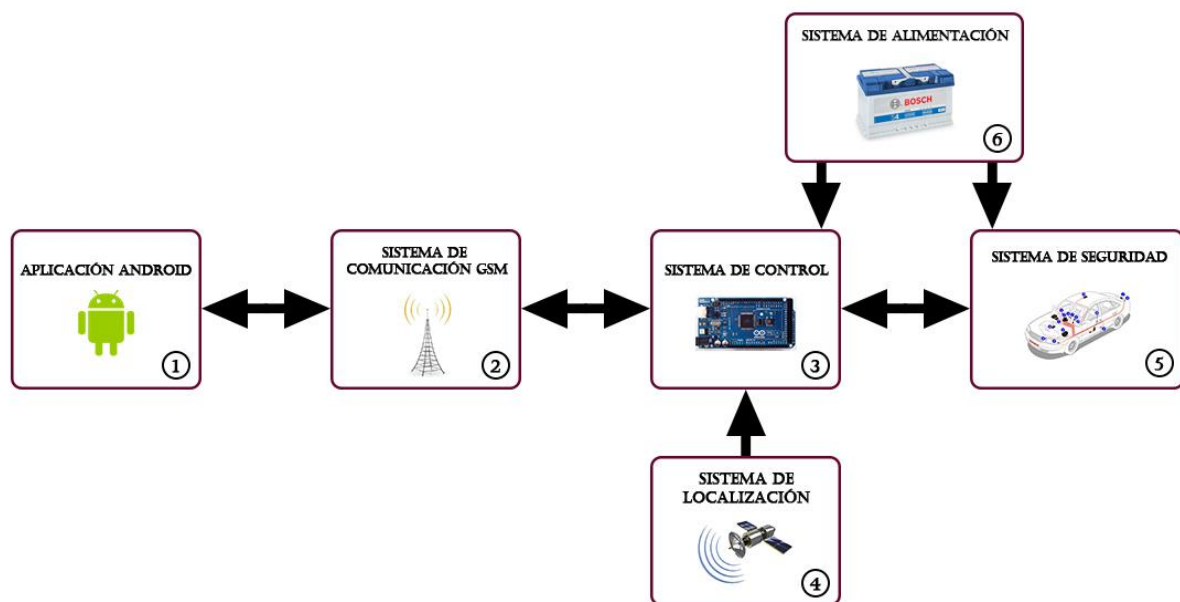 SISTEMA DE ALIMENTACIÓN
BOSCH
6
APLICACIÓN ANDROID
1
SISTEMA DE
COMUNICACIÓN GSM
2
SISTEMA DE CONTROL
3
SISTEMA DE SEGURIDAD
5
SISTEMA DE
LOCALIZACIÓN
4